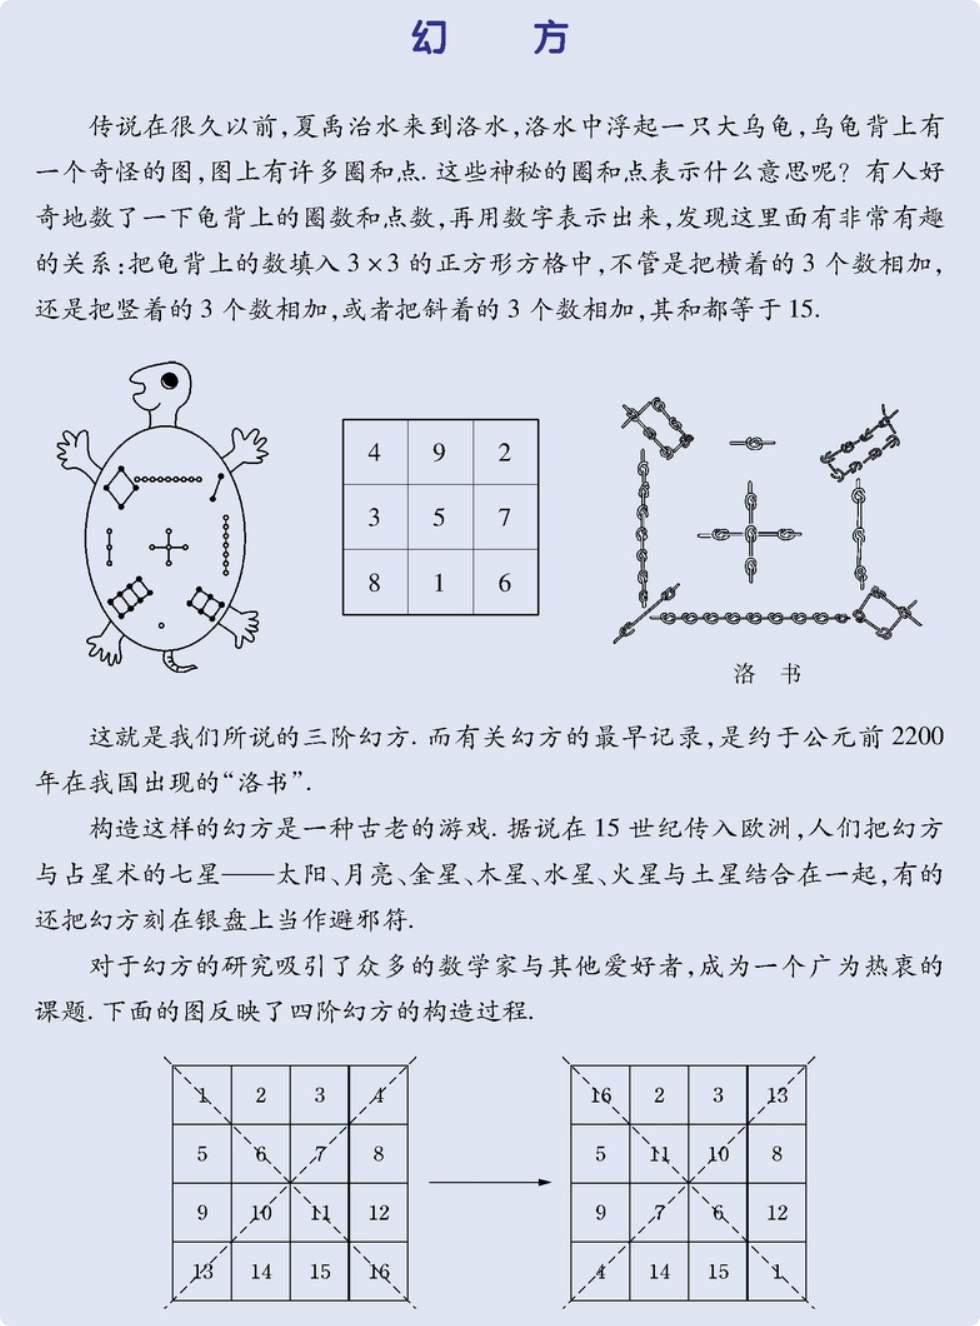 幻 方
传说在很久以前,夏禹治水来到洛水,洛水中浮起一只大乌龟,乌龟背上有
一个奇怪的图,图上有许多圈和点. 这些神秘的圈和点表示什么意思呢? 有人好
奇地数了一下龟背上的圈数和点数,再用数字表示出来,发现这里面有非常有趣
的关系:把龟背上的数填入 3×3 的正方形方格中,不管是把横着的 3 个数相加,
还是把竖着的 3 个数相加,或者把斜着的 3 个数相加,其和都等于 15.
4 9 2
3 5 7
8 1 6
洛 书
这就是我们所说的三阶幻方. 而有关幻方的最早记录,是约于公元前 2200
年在我国出现的“洛书”.
构造这样的幻方是一种古老的游戏. 据说在 15 世纪传入欧洲,人们把幻方
与占星术的七星——太阳、月亮、金星、木星、水星、火星与土星结合在一起,有的
还把幻方刻在银盘上当作避邪符.
对于幻方的研究吸引了众多的数学家与其他爱好者,成为一个广为热衷的
课题. 下面的图反映了四阶幻方的构造过程.
1 2 3 4
5 6 7 8
9 10 11 12
13 14 15 16
16 2 3 13
5 11 10 8
9 7 6 12
4 14 15 1